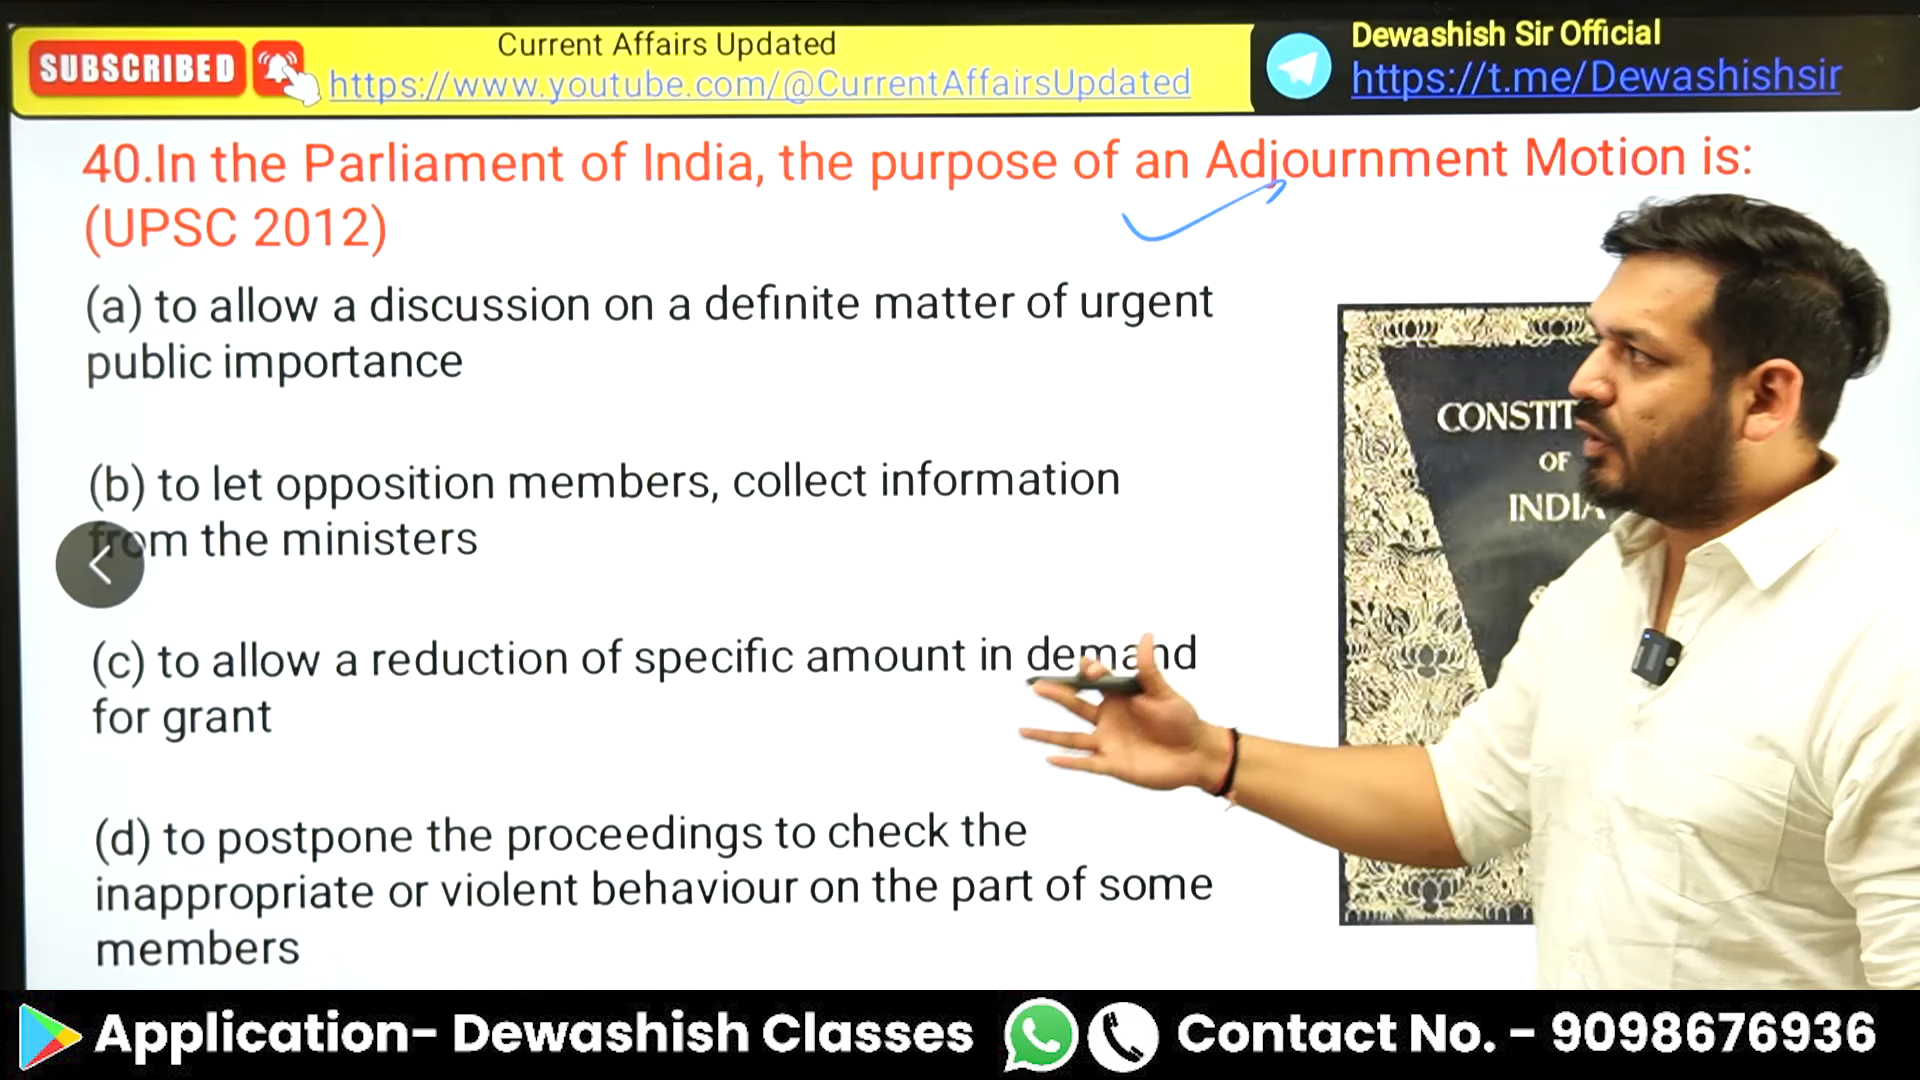 SUBSCRIBED
Current Affairs Updated
https://www.youtube.com/@CurrentAffairsUpdated
Dewashish Sir Official
https://t.me/Dewashishsir
40.In the Parliament of India, the purpose of an Adjournment Motion is:
(UPSC 2012)
(a) to allow a discussion on a definite matter of urgent
public importance
(b) to let opposition members, collect information
from the ministers
(c) to allow a reduction of specific amount in demand
for grant
(d) to postpone the proceedings to check the
inappropriate or violent behaviour on the part of some
members
CONSTIT
OF
INDIA
Application- Dewashish Classes
Contact No. - 9098676936